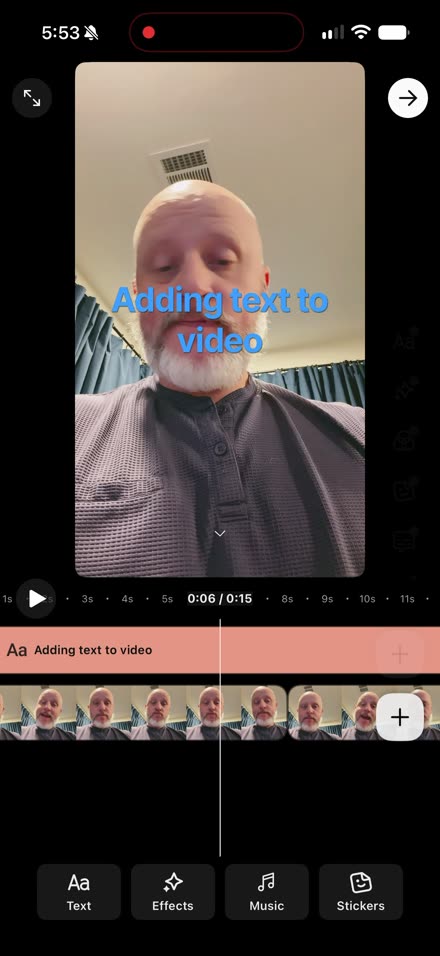 5:53
Adding text to
video
1s 3s 4s 5s 0:06 / 0:15 8s 9s 10s 11s
Aa Adding text to video
Aa
Text Effects Music Stickers